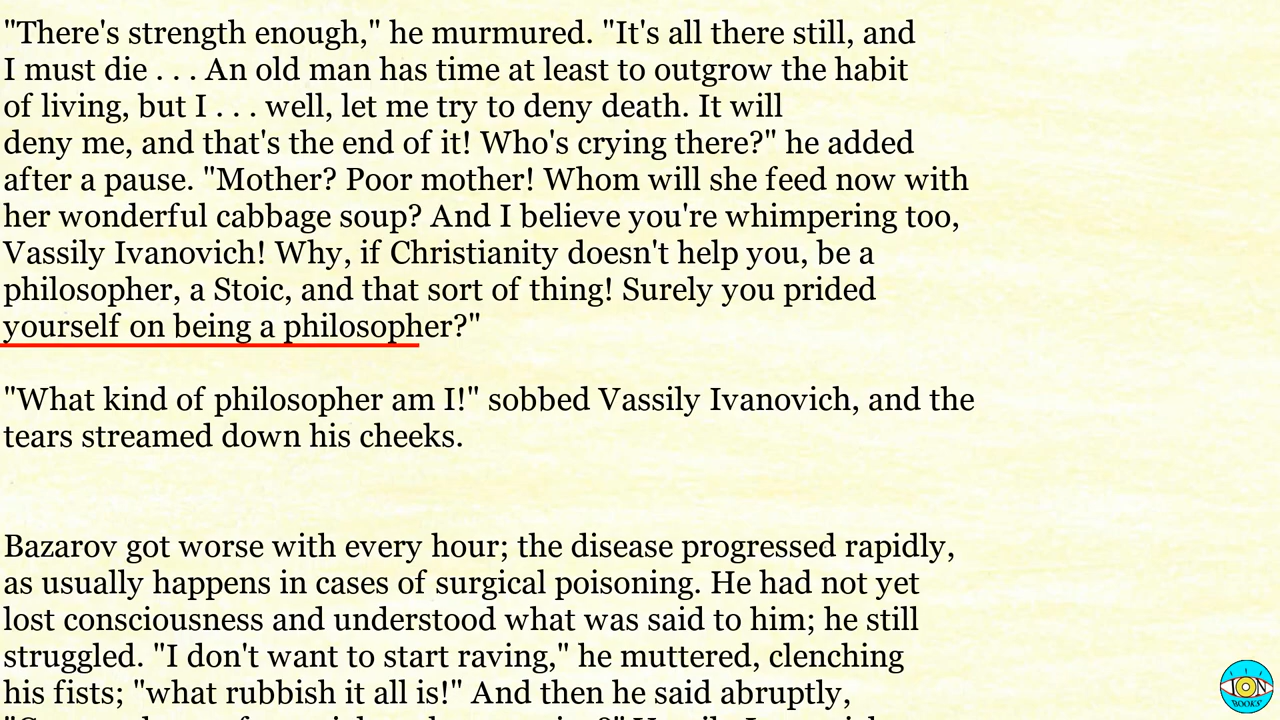 "There's strength enough," he murmured. "It's all there still, and
I must die . . . An old man has time at least to outgrow the habit
of living, but I . . . well, let me try to deny death. It will
deny me, and that's the end of it! Who's crying there?" he added
after a pause. "Mother? Poor mother! Whom will she feed now with
her wonderful cabbage soup? And I believe you're whimpering too,
Vassily Ivanovich! Why, if Christianity doesn't help you, be a
philosopher, a Stoic, and that sort of thing! Surely you prided
yourself on being a philosopher?"
"What kind of philosopher am I!" sobbed Vassily Ivanovich, and the
tears streamed down his cheeks.
Bazarov got worse with every hour; the disease progressed rapidly,
as usually happens in cases of surgical poisoning. He had not yet
lost consciousness and understood what was said to him; he still
struggled. "I don't want to start raving," he muttered, clenching
his fists; "what rubbish it all is!" And then he said abruptly,
ION
BOOKS